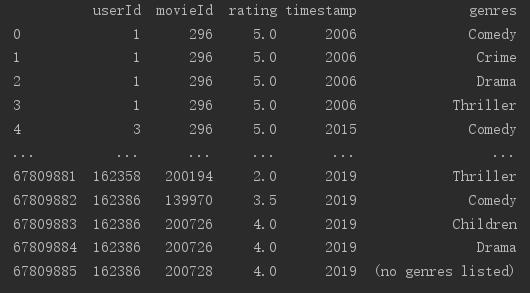 userId movieId rating timestamp genres
0 1 296 5.0 2006 Comedy
1 1 296 5.0 2006 Crime
2 1 296 5.0 2006 Drama
3 1 296 5.0 2006 Thriller
4 3 296 5.0 2015 Comedy
... ... ... ... ... ...
67809881 162358 200194 2.0 2019 Thriller
67809882 162386 139970 3.5 2019 Comedy
67809883 162386 200726 4.0 2019 Children
67809884 162386 200726 4.0 2019 Drama
67809885 162386 200728 4.0 2019 (no genres listed)